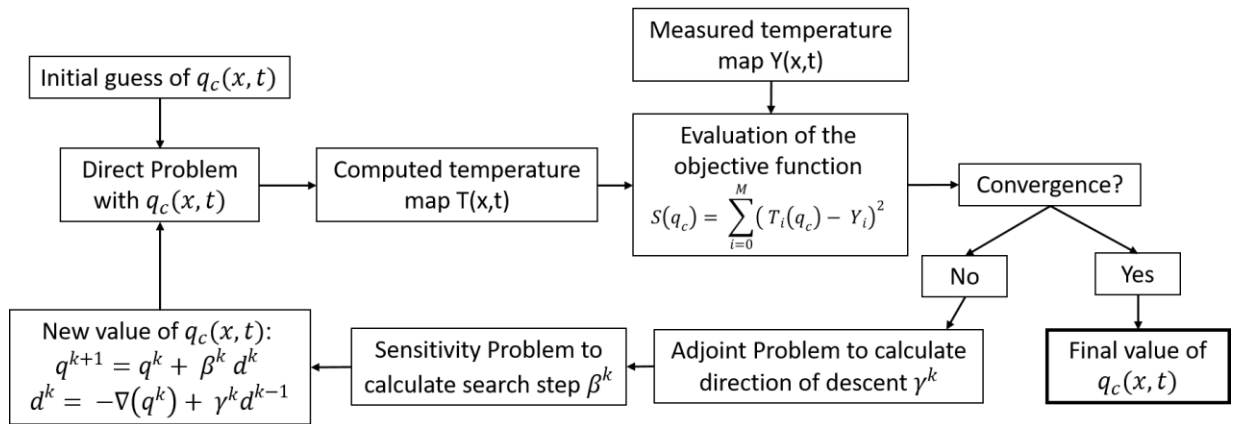 Initial guess of q_c(x, t)
Measured temperature
map Y(x,t)
Direct Problem
with q_c(x, t)
Computed temperature
map T(x,t)
Evaluation of the
objective function
S(q_c) = ∑_{i=0}^{M} ( T_i(q_c) − Y_i)^2
Convergence?
No
Yes
New value of q_c(x, t):
q^{k+1} = q^k + β^k d^k
d^k = −∇(q^k) + γ^k d^{k−1}
Sensitivity Problem to
calculate search step β^k
Adjoint Problem to calculate
direction of descent γ^k
Final value of
q_c(x, t)